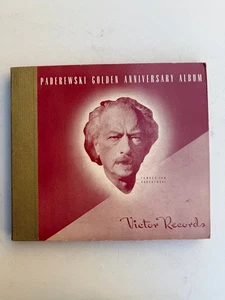 PADEREWSKI GOLDEN ANNIVERSARY ALBUM
Victor Records